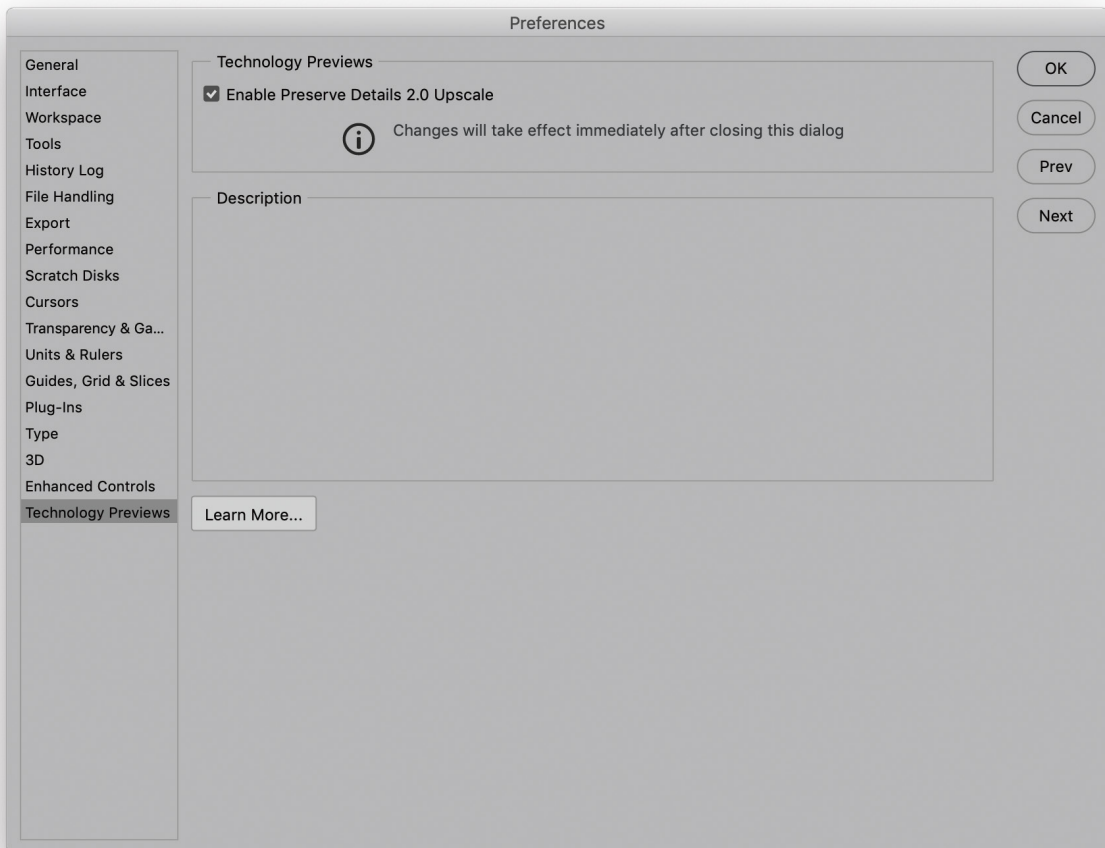 Preferences
General
Interface
Workspace
Tools
History Log
File Handling
Export
Performance
Scratch Disks
Cursors
Transparency & Ga...
Units & Rulers
Guides, Grid & Slices
Plug-Ins
Type
3D
Enhanced Controls
Technology Previews
Technology Previews
Enable Preserve Details 2.0 Upscale
Changes will take effect immediately after closing this dialog
Description
Learn More...
OK
Cancel
Prev
Next